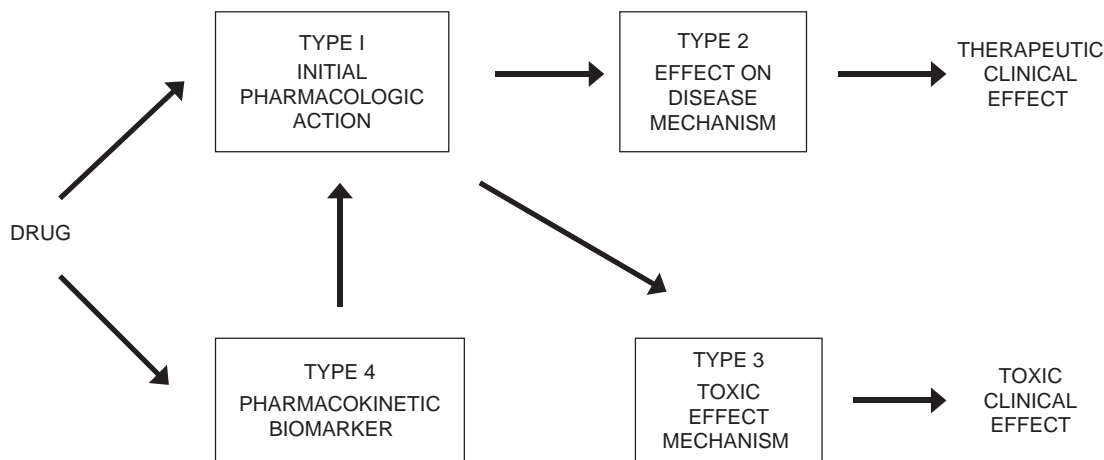 TYPE I
INITIAL
PHARMACOLOGIC
ACTION
TYPE 2
EFFECT ON
DISEASE
MECHANISM
THERAPEUTIC
CLINICAL
EFFECT
DRUG
TYPE 4
PHARMACOKINETIC
BIOMARKER
TYPE 3
TOXIC
EFFECT
MECHANISM
TOXIC
CLINICAL
EFFECT